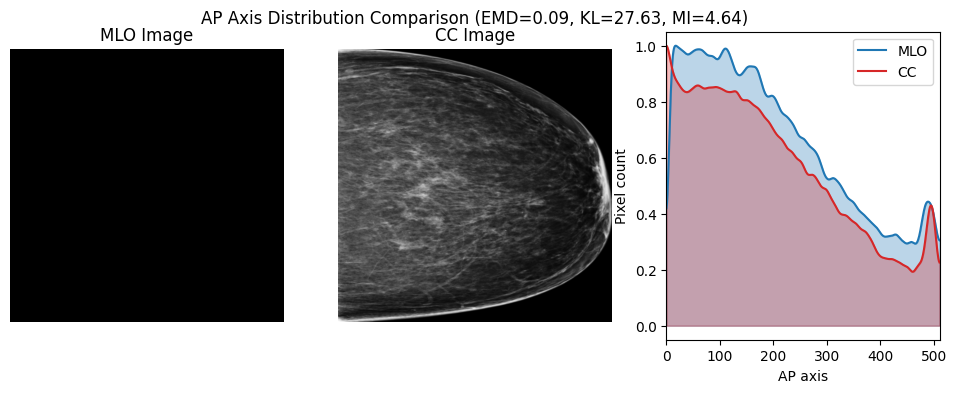 AP Axis Distribution Comparison (EMD=0.09, KL=27.63, MI=4.64)
MLO Image
CC Image
MLO
CC
1.0
0.8
0.6
0.4
0.2
0.0
Pixel count
0 100 200 300 400 500
AP axis